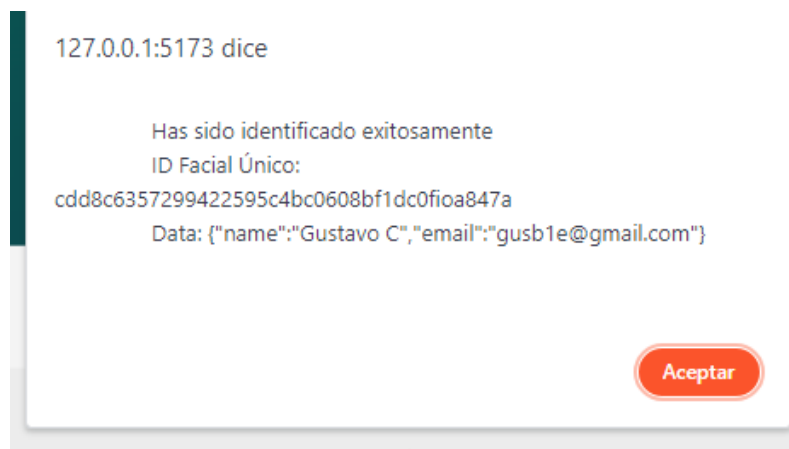 127.0.0.1:5173 dice
Has sido identificado exitosamente
ID Facial Único:
cdd8c6357299422595c4bc0608bf1dc0fioa847a
Data: {"name":"Gustavo C","email":"gusb1e@gmail.com"}
Aceptar